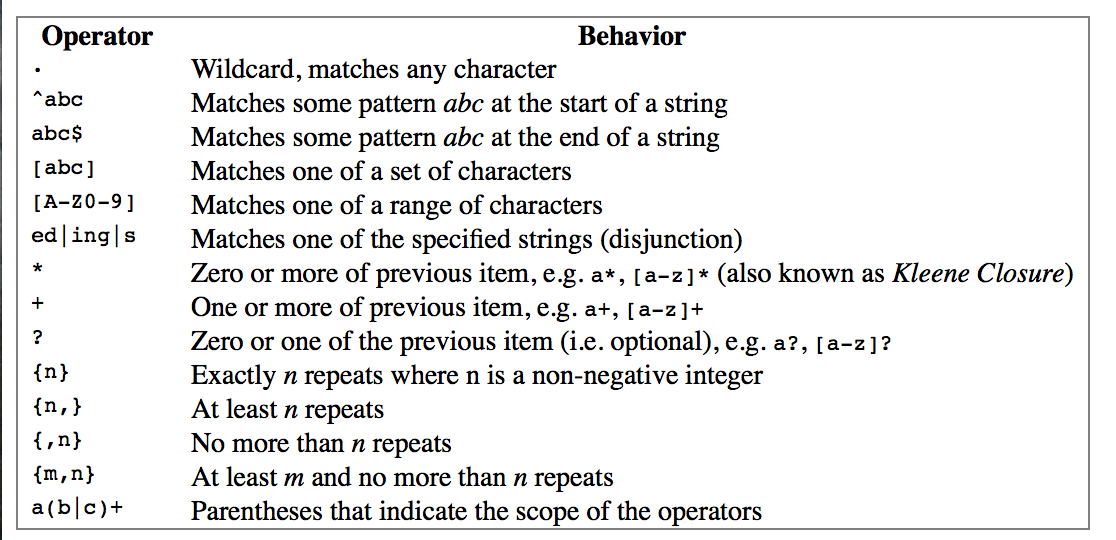 Operator Behavior
. Wildcard, matches any character
^abc Matches some pattern abc at the start of a string
abc$ Matches some pattern abc at the end of a string
[abc] Matches one of a set of characters
[A-Z0-9] Matches one of a range of characters
ed|ing|s Matches one of the specified strings (disjunction)
* Zero or more of previous item, e.g. a*, [a-z]* (also known as Kleene Closure)
+ One or more of previous item, e.g. a+, [a-z]+
? Zero or one of the previous item (i.e. optional), e.g. a?, [a-z]?
{n} Exactly n repeats where n is a non-negative integer
{n,} At least n repeats
{,n} No more than n repeats
{m,n} At least m and no more than n repeats
a(b|c)+ Parentheses that indicate the scope of the operators